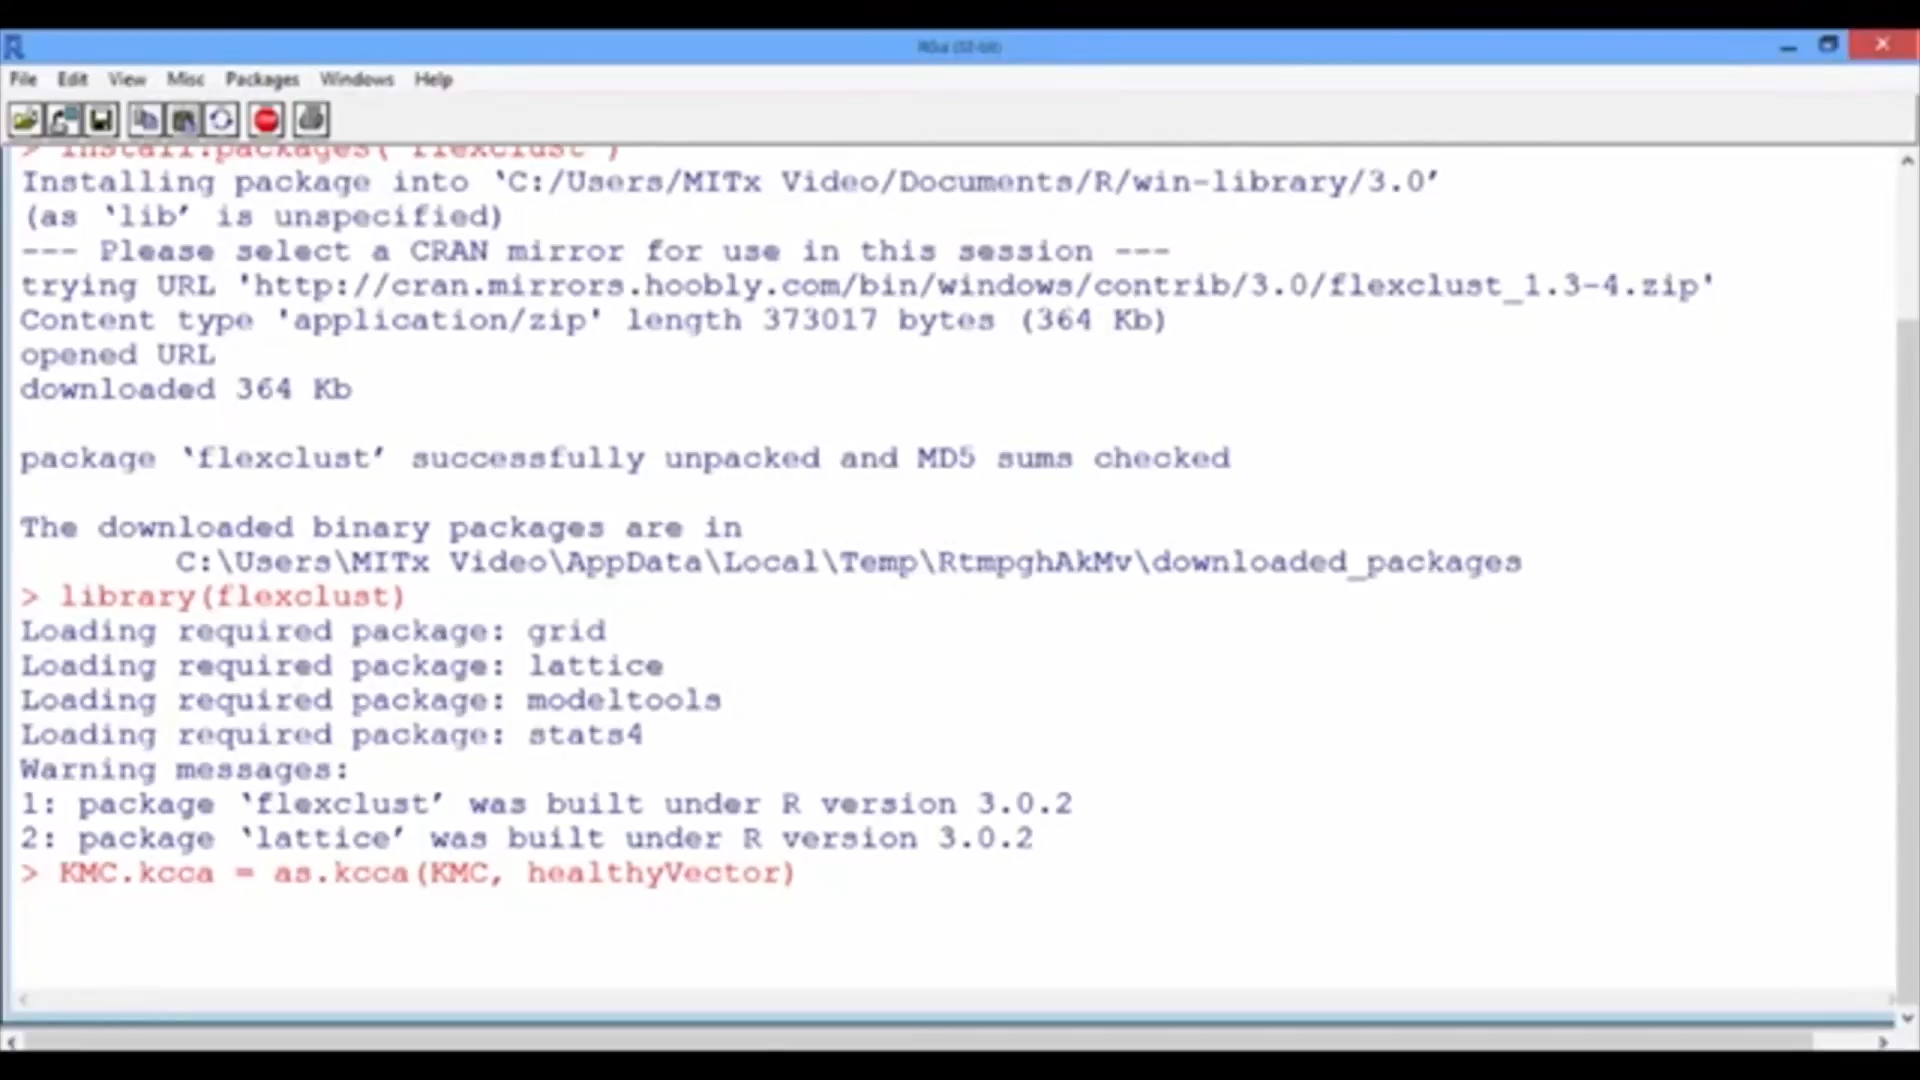 RGui (32-bit)
File Edit View Misc Packages Windows Help
> install.packages("flexclust")
Installing package into ‘C:/Users/MITx Video/Documents/R/win-library/3.0’
(as ‘lib’ is unspecified)
--- Please select a CRAN mirror for use in this session ---
trying URL 'http://cran.mirrors.hoobly.com/bin/windows/contrib/3.0/flexclust_1.3-4.zip'
Content type 'application/zip' length 373017 bytes (364 Kb)
opened URL
downloaded 364 Kb
package ‘flexclust’ successfully unpacked and MD5 sums checked
The downloaded binary packages are in
C:\Users\MITx Video\AppData\Local\Temp\RtmpghAkMv\downloaded_packages
> library(flexclust)
Loading required package: grid
Loading required package: lattice
Loading required package: modeltools
Loading required package: stats4
Warning messages:
1: package ‘flexclust’ was built under R version 3.0.2
2: package ‘lattice’ was built under R version 3.0.2
> KMC.kcca = as.kcca(KMC, healthyVector)